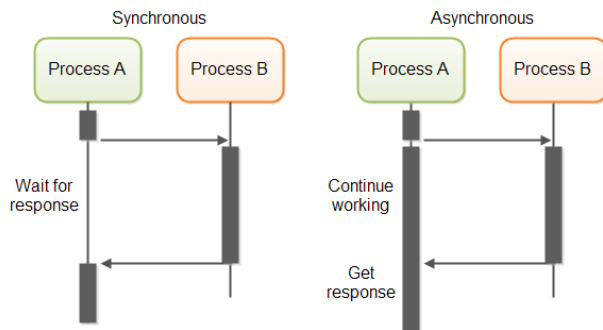 Synchronous
Asynchronous
Process A
Process B
Process A
Process B
Wait for
response
Continue
working
Get
response